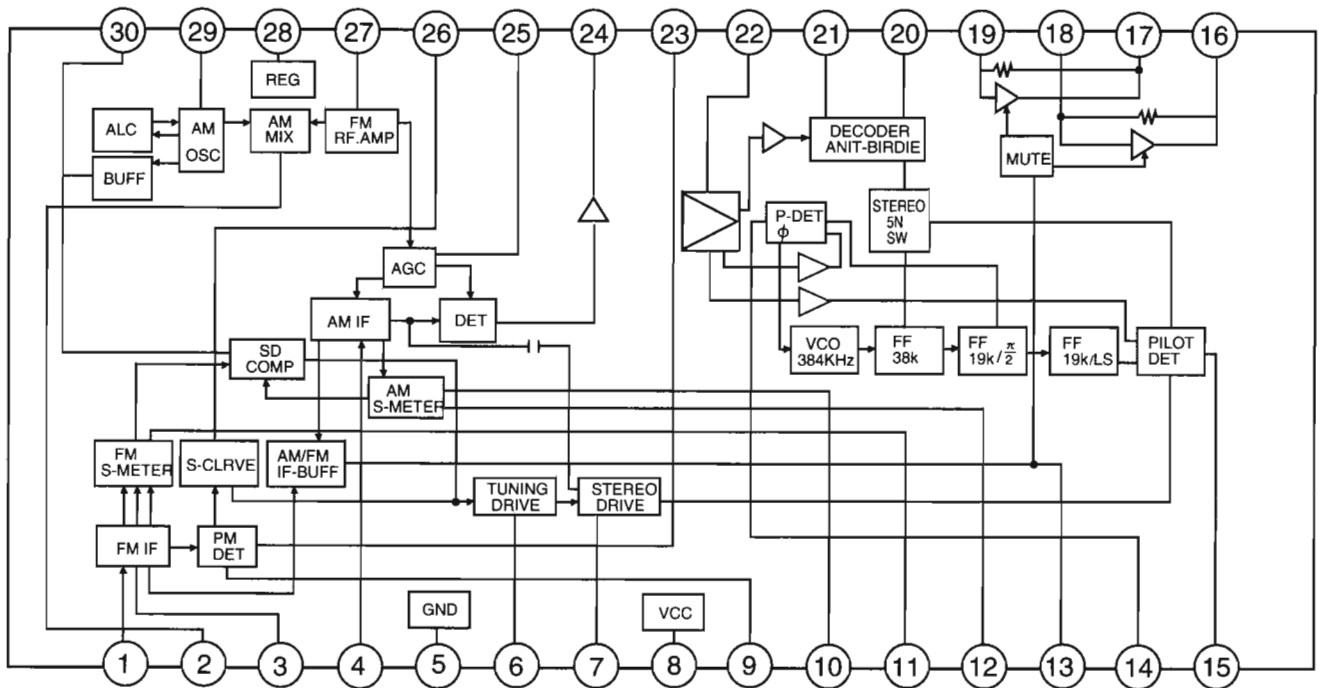 30 29 28 27 26 25 24 23 22 21 20 19 18 17 16
REG
ALC
AM
OSC
AM
MIX
FM
RF.AMP
BUFF
DECODER
ANIT-BIRDIE
MUTE
P-DET
ϕ
STEREO
5N
SW
AGC
AM IF
DET
SD
COMP
AM
S-METER
VCO
384KHz
FF
38k
FF
19k/π/2
FF
19k/LS
PILOT
DET
FM
S-METER
S-CLRVE
AM/FM
IF-BUFF
TUNING
DRIVE
STEREO
DRIVE
FM IF
PM
DET
GND
VCC
1 2 3 4 5 6 7 8 9 10 11 12 13 14 15